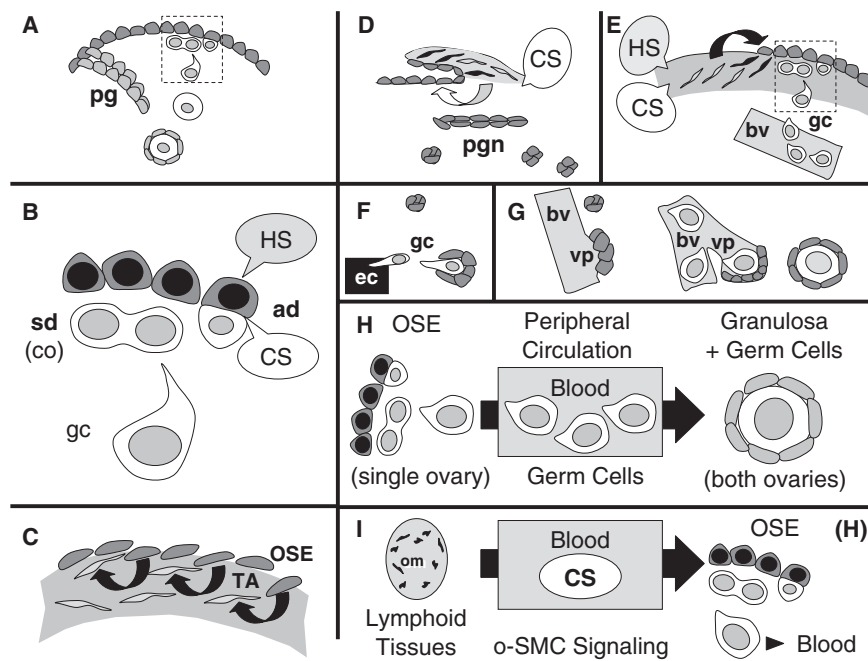 A
pg
D
CS
pgn
E
HS
CS
bv
gc
B
HS
sd
(co)
ad
CS
gc
F
gc
ec
G
bv
vp
bv
vp
H OSE
Peripheral
Circulation
Granulosa
+ Germ Cells
Blood
(single ovary)
Germ Cells
(both ovaries)
C
OSE
TA
I
om
Lymphoid
Tissues
Blood
CS
o-SMC Signaling
OSE
(H)
Blood